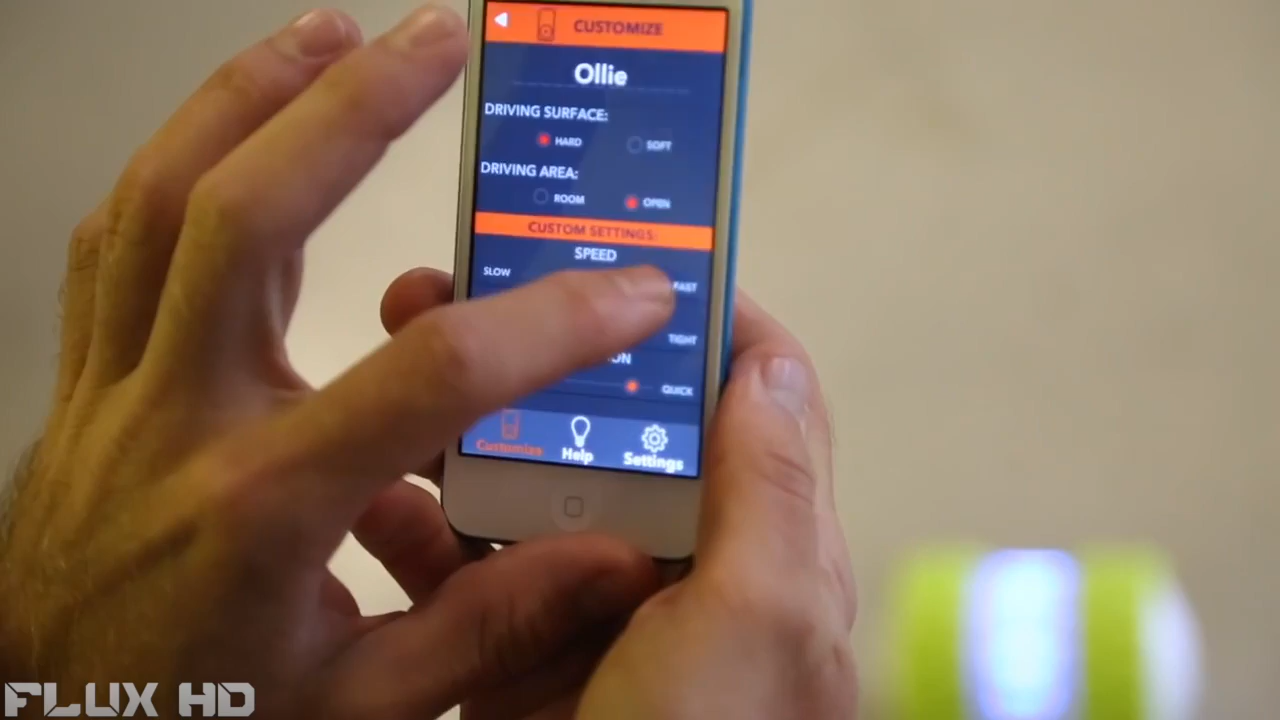 CUSTOMIZE
Ollie
DRIVING SURFACE:
HARD SOFT
DRIVING AREA:
ROOM OPEN
CUSTOM SETTINGS:
SPEED
SLOW FAST
TIGHT
QUICK
Customize Help Settings
FLUX HD